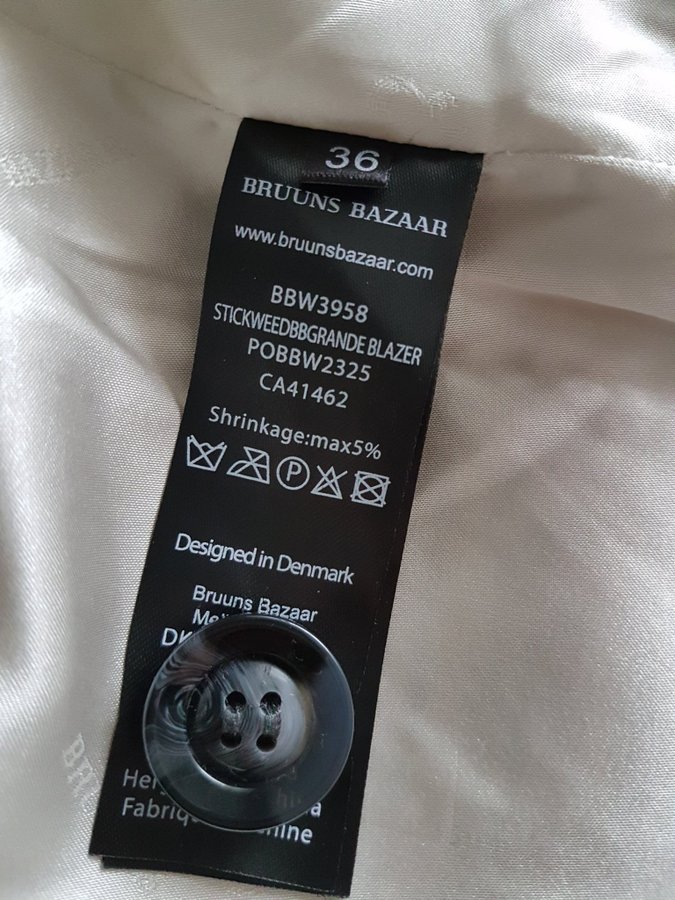 36
BRUUNS BAZAAR
www.bruunsbazaar.com
BBW3958
STICKWEEDBBGRANDE BLAZER
POBBW2325
CA41462
Shrinkage:max5%
P
Designed in Denmark
Bruuns Bazaar